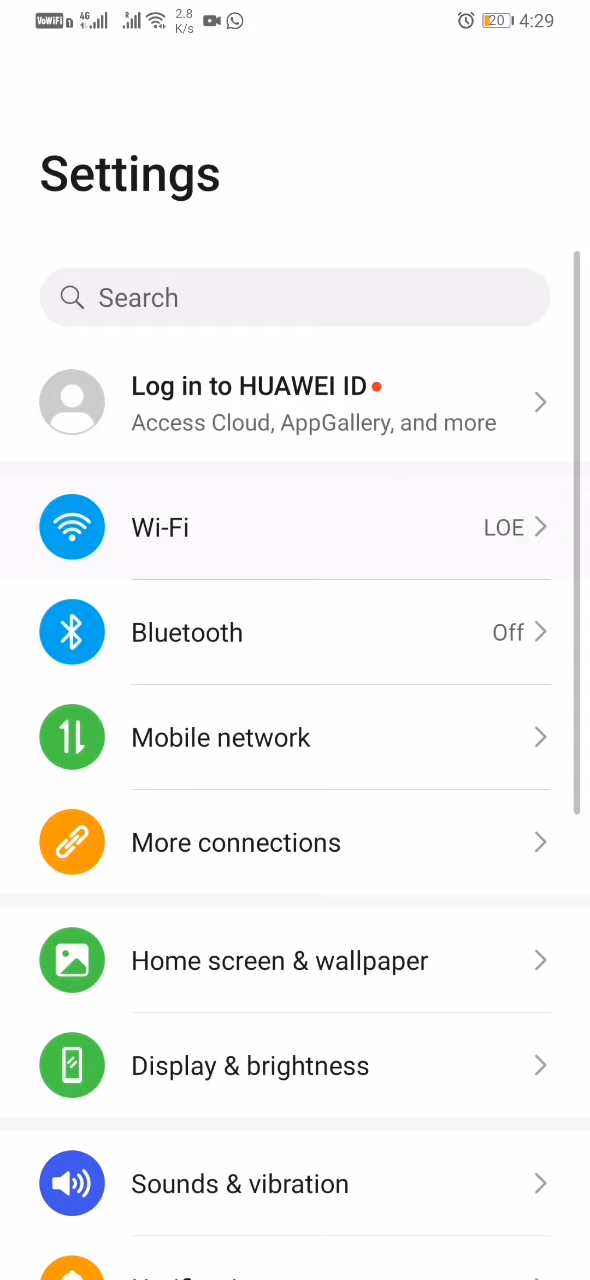 VoWiFi 4G R 2.8 K/s 20 4:29
Settings
Search
Log in to HUAWEI ID
Access Cloud, AppGallery, and more
Wi-Fi LOE
Bluetooth Off
Mobile network
More connections
Home screen & wallpaper
Display & brightness
Sounds & vibration